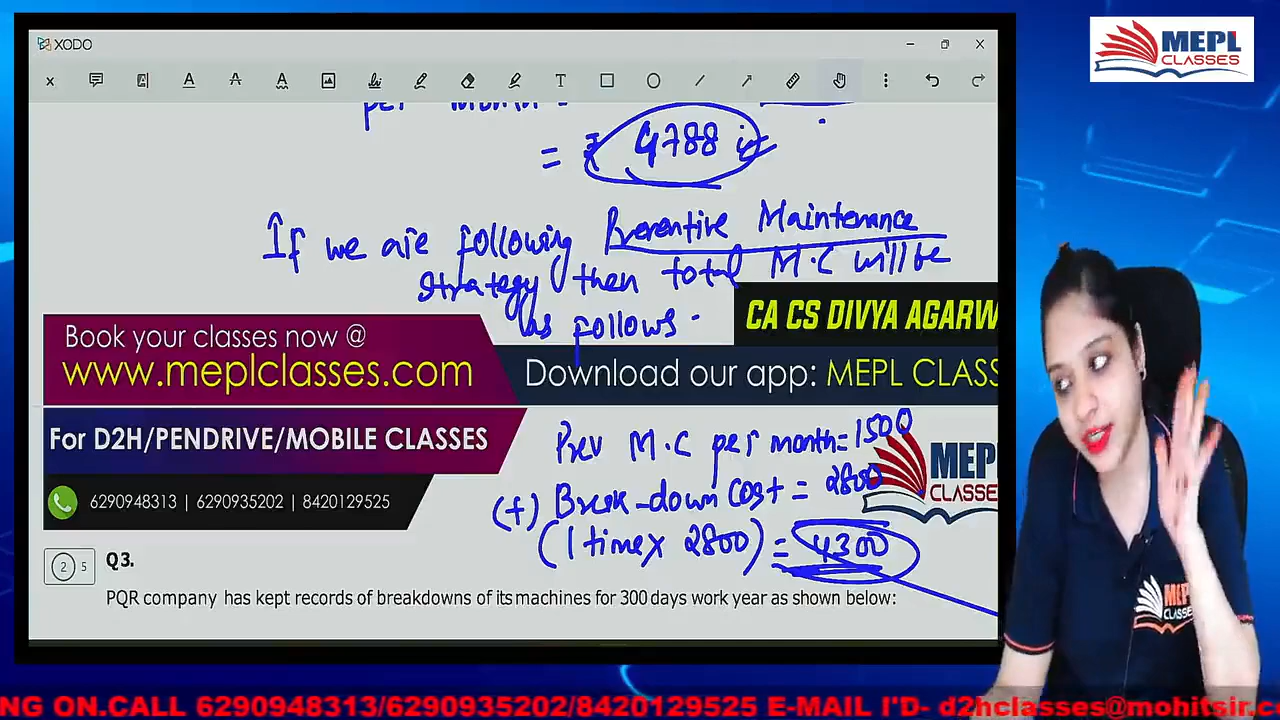 XODO
MEPL
CLASSES
per month =
= ₹ 4788
If we are following Preventive Maintenance
strategy then total M.C will be
as follows -
CA CS DIVYA AGARW
Book your classes now @
www.meplclasses.com
Download our app: MEPL CLASS
For D2H/PENDRIVE/MOBILE CLASSES
6290948313 | 6290935202 | 8420129525
Prev M.C per month = 1500
(+) Break-down Cost = 2800
(1 time x 2800) = 4300
MEPL
CLASSES
MEPL
CLASSES
2 5
Q3.
PQR company has kept records of breakdowns of its machines for 300 days work year as shown below:
NG ON.CALL 6290948313/6290935202/8420129525 E-MAIL I'D- d2hclasses@mohitsir.c